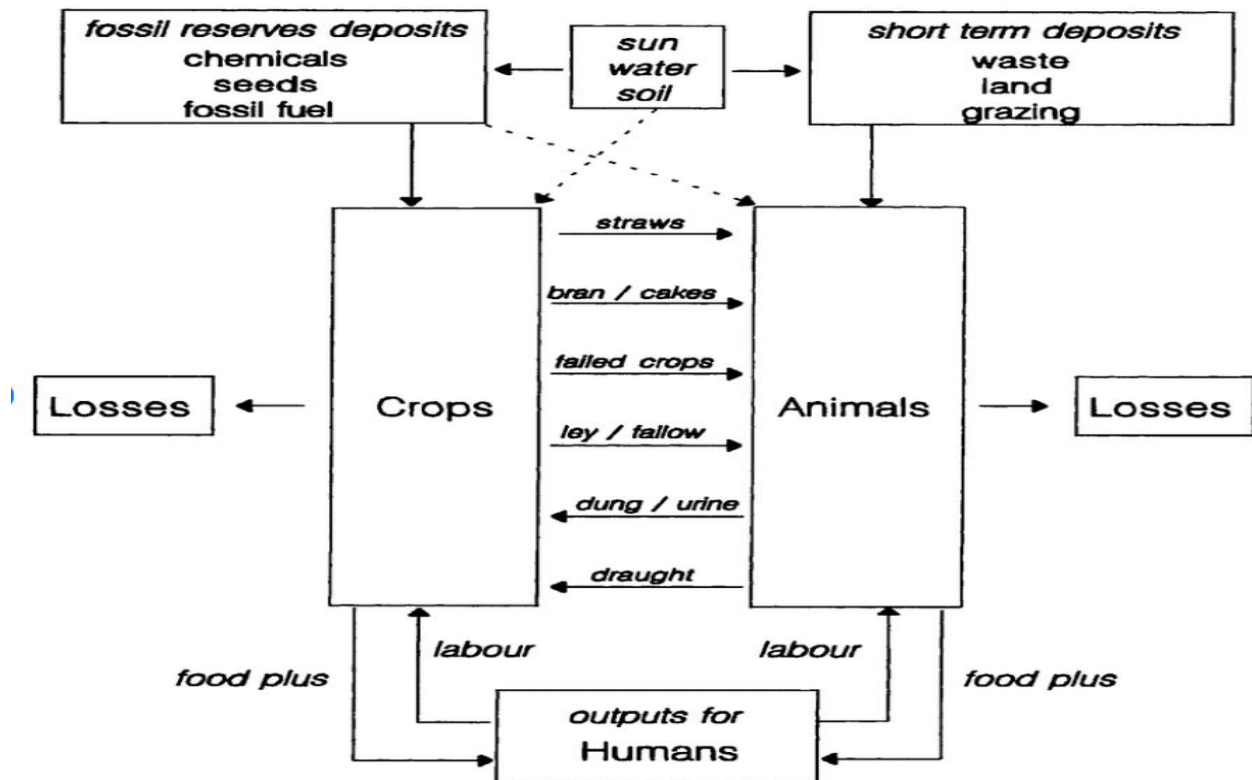 fossil reserves deposits
chemicals
seeds
fossil fuel
sun
water
soil
short term deposits
waste
land
grazing
straws
bran / cakes
failed crops
Losses
Crops
Animals
Losses
ley / fallow
dung / urine
draught
labour
labour
food plus
food plus
outputs for
Humans